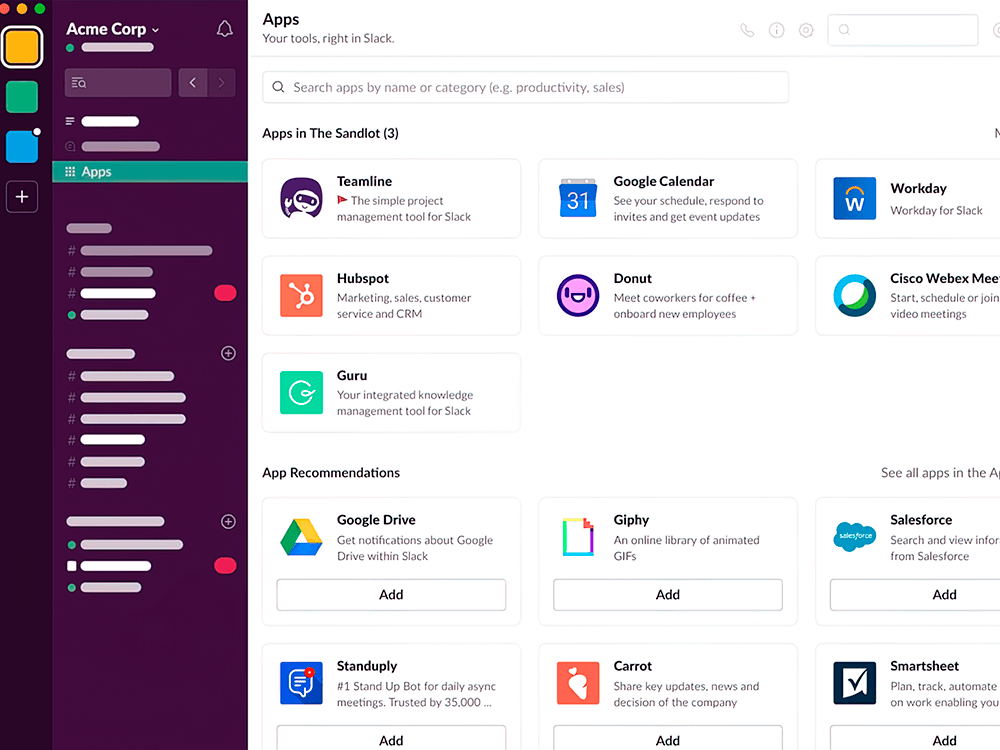 Acme Corp
Apps
Apps
Your tools, right in Slack.
Search apps by name or category (e.g. productivity, sales)
Apps in The Sandlot (3)
Teamline
The simple project
management tool for Slack
31
Google Calendar
See your schedule, respond to
invites and get event updates
W
Workday
Workday for Slack
Hubspot
Marketing, sales, customer
service and CRM
Donut
Meet coworkers for coffee +
onboard new employees
Cisco Webex Mee
Start, schedule or join
video meetings
Guru
Your integrated knowledge
management tool for Slack
App Recommendations
See all apps in the Ap
Google Drive
Get notifications about Google
Drive within Slack
Add
Giphy
An online library of animated
GIFs
Add
salesforce
Salesforce
Search and view infor
from Salesforce
Add
Standuply
#1 Stand Up Bot for daily async
meetings. Trusted by 35,000 ...
Add
Carrot
Share key updates, news and
decision of the company
Add
Smartsheet
Plan, track, automate
on work enabling you
Add